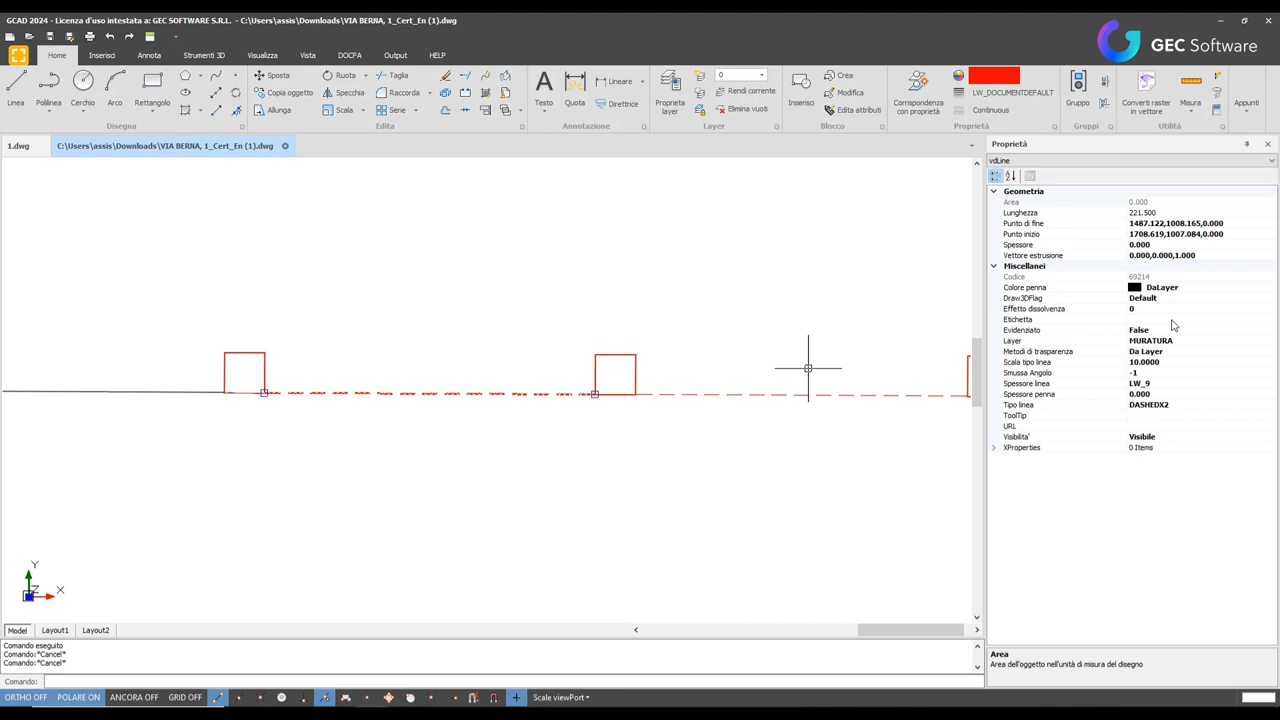 GCAD 2024 - Licenza d'uso intestata a: GEC SOFTWARE S.R.L. - C:\Users\assis\Downloads\VIA BERNA, 1_Cert_En (1).dwg
GEC Software
Home Inserisci Annota Strumenti 3D Visualizza Vista DOCFA Output HELP
Sposta Ruota Taglia Lineare 0 Rendi corrente Crea LW_DOCUMENTDEFAULT
Copia oggetto Specchia Raccorda Direttrice Modifica Continuous
Allunga Scala Serie Elimina vuoti Edita attributi
Linea Polilinea Cerchio Arco Rettangolo Testo Quota Proprieta layer Inserisci Corrispondenza con proprietà Gruppo Converti raster in vettore Misura Appunti
Disegna Edita Annotazione Layer Blocco Proprietà Gruppi Utilità
1.dwg C:\Users\assis\Downloads\VIA BERNA, 1_Cert_En (1).dwg
Proprietà
vdLine
Geometria
Area 0.000
Lunghezza 221.500
Punto di fine 1487.122,1008.165,0.000
Punto inizio 1708.619,1007.084,0.000
Spessore 0.000
Vettore estrusione 0.000,0.000,1.000
Miscellanei
Codice 69214
Colore penna DaLayer
Draw3DFlag Default
Effetto dissolvenza 0
Etichetta
Evidenziato False
Layer MURATURA
Metodi di trasparenza Da Layer
Scala tipo linea 10.0000
Smussa Angolo -1
Spessore linea LW_9
Spessore penna 0.000
Tipo linea DASHEDX2
ToolTip
URL
Visibilita' Visibile
XProperties 0 Items
Y
Z
X
Model Layout1 Layout2
Comando eseguito
Comando:*Cancel*
Comando:*Cancel*
Comando:
Area
Area dell'oggetto nell'unità di misura del disegno
ORTHO OFF POLARE ON ANCORA OFF GRID OFF Scale viewPort